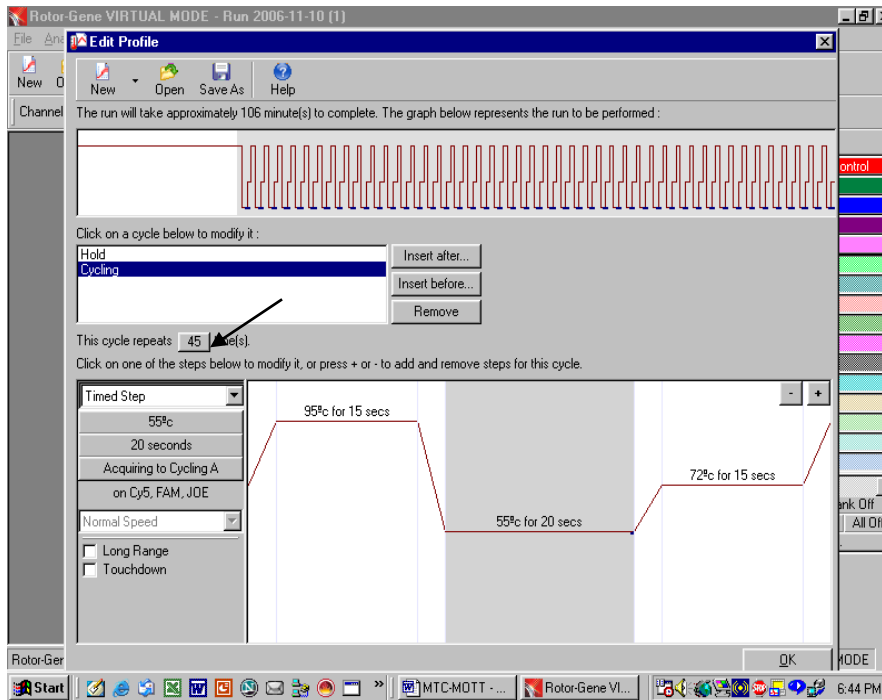 Rotor-Gene VIRTUAL MODE - Run 2006-11-10 (1)
File Ana
Edit Profile
New
New Open Save As Help
Channel
The run will take approximately 106 minute(s) to complete. The graph below represents the run to be performed :
ontrol
Click on a cycle below to modify it :
Hold
Cycling
Insert after...
Insert before...
Remove
This cycle repeats 45 e(s).
Click on one of the steps below to modify it, or press + or - to add and remove steps for this cycle.
Timed Step
- +
55ºc
95ºc for 15 secs
20 seconds
Acquiring to Cycling A
72ºc for 15 secs
on Cy5, FAM, JOE
ank Off
Normal Speed
55ºc for 20 secs
All Off
Long Range
Touchdown
OK
Rotor-Ger
MODE
Start
MTC-MOTT - ...
Rotor-Gene VI...
6:44 PM